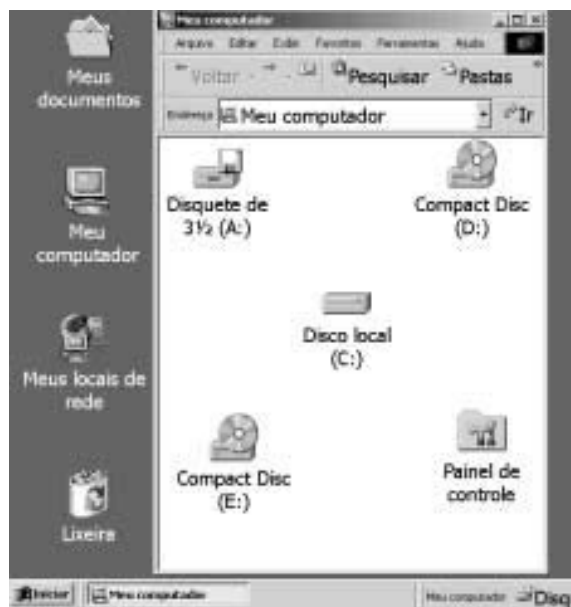 Meus
documentos
Meu
computador
Meus locais de
rede
Lixeira
Meu computador
Arquivo Editar Exibir Favoritos Ferramentas Ajuda
Voltar Pesquisar Pastas
Endereço Meu computador Ir
Disquete de
3½ (A:)
Compact Disc
(D:)
Disco local
(C:)
Compact Disc
(E:)
Painel de
controle
Iniciar Meu computador Meu computador Disq